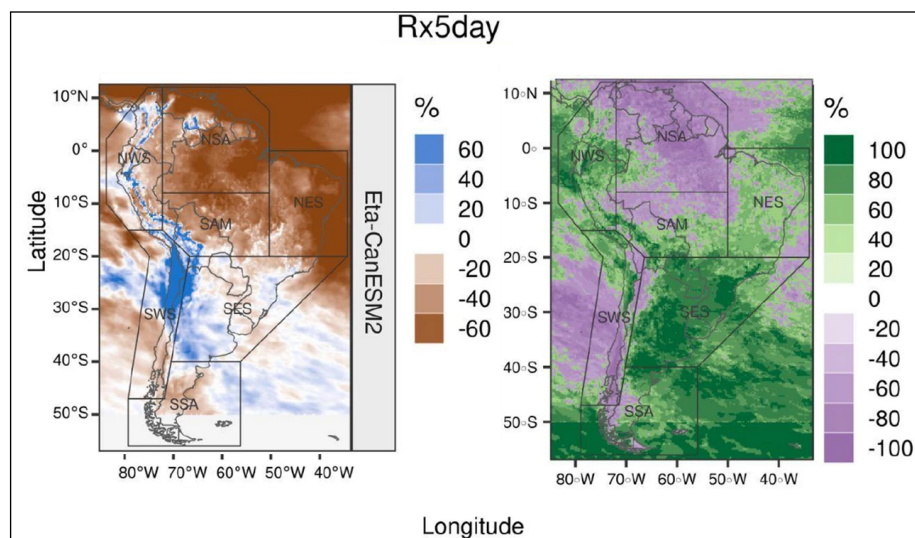 Rx5day
Latitude
10°N
0°
10°S
20°S
30°S
40°S
50°S
80°W
70°W
60°W
50°W
40°W
NWS
NSA
NES
SAM
SWS
SES
SSA
%
60
40
20
0
-20
-40
-60
Eta-CanESM2
10°N
0°
10°S
20°S
30°S
40°S
50°S
80°W
70°W
60°W
50°W
40°W
NWS
NSA
NES
SAM
SWS
SES
SSA
%
100
80
60
40
20
0
-20
-40
-60
-80
-100
Longitude